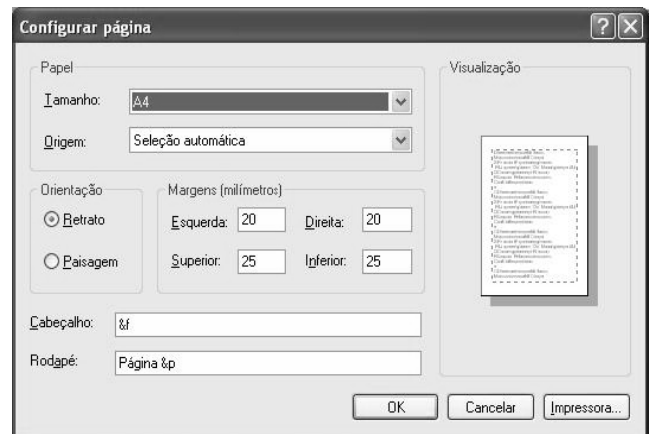 Configurar página
Papel
Tamanho: A4
Origem: Seleção automática
Orientação
Retrato
Paisagem
Margens (milímetros)
Esquerda: 20 Direita: 20
Superior: 25 Inferior: 25
Cabeçalho: &f
Rodapé: Página &p
Visualização
OK Cancelar Impressora...